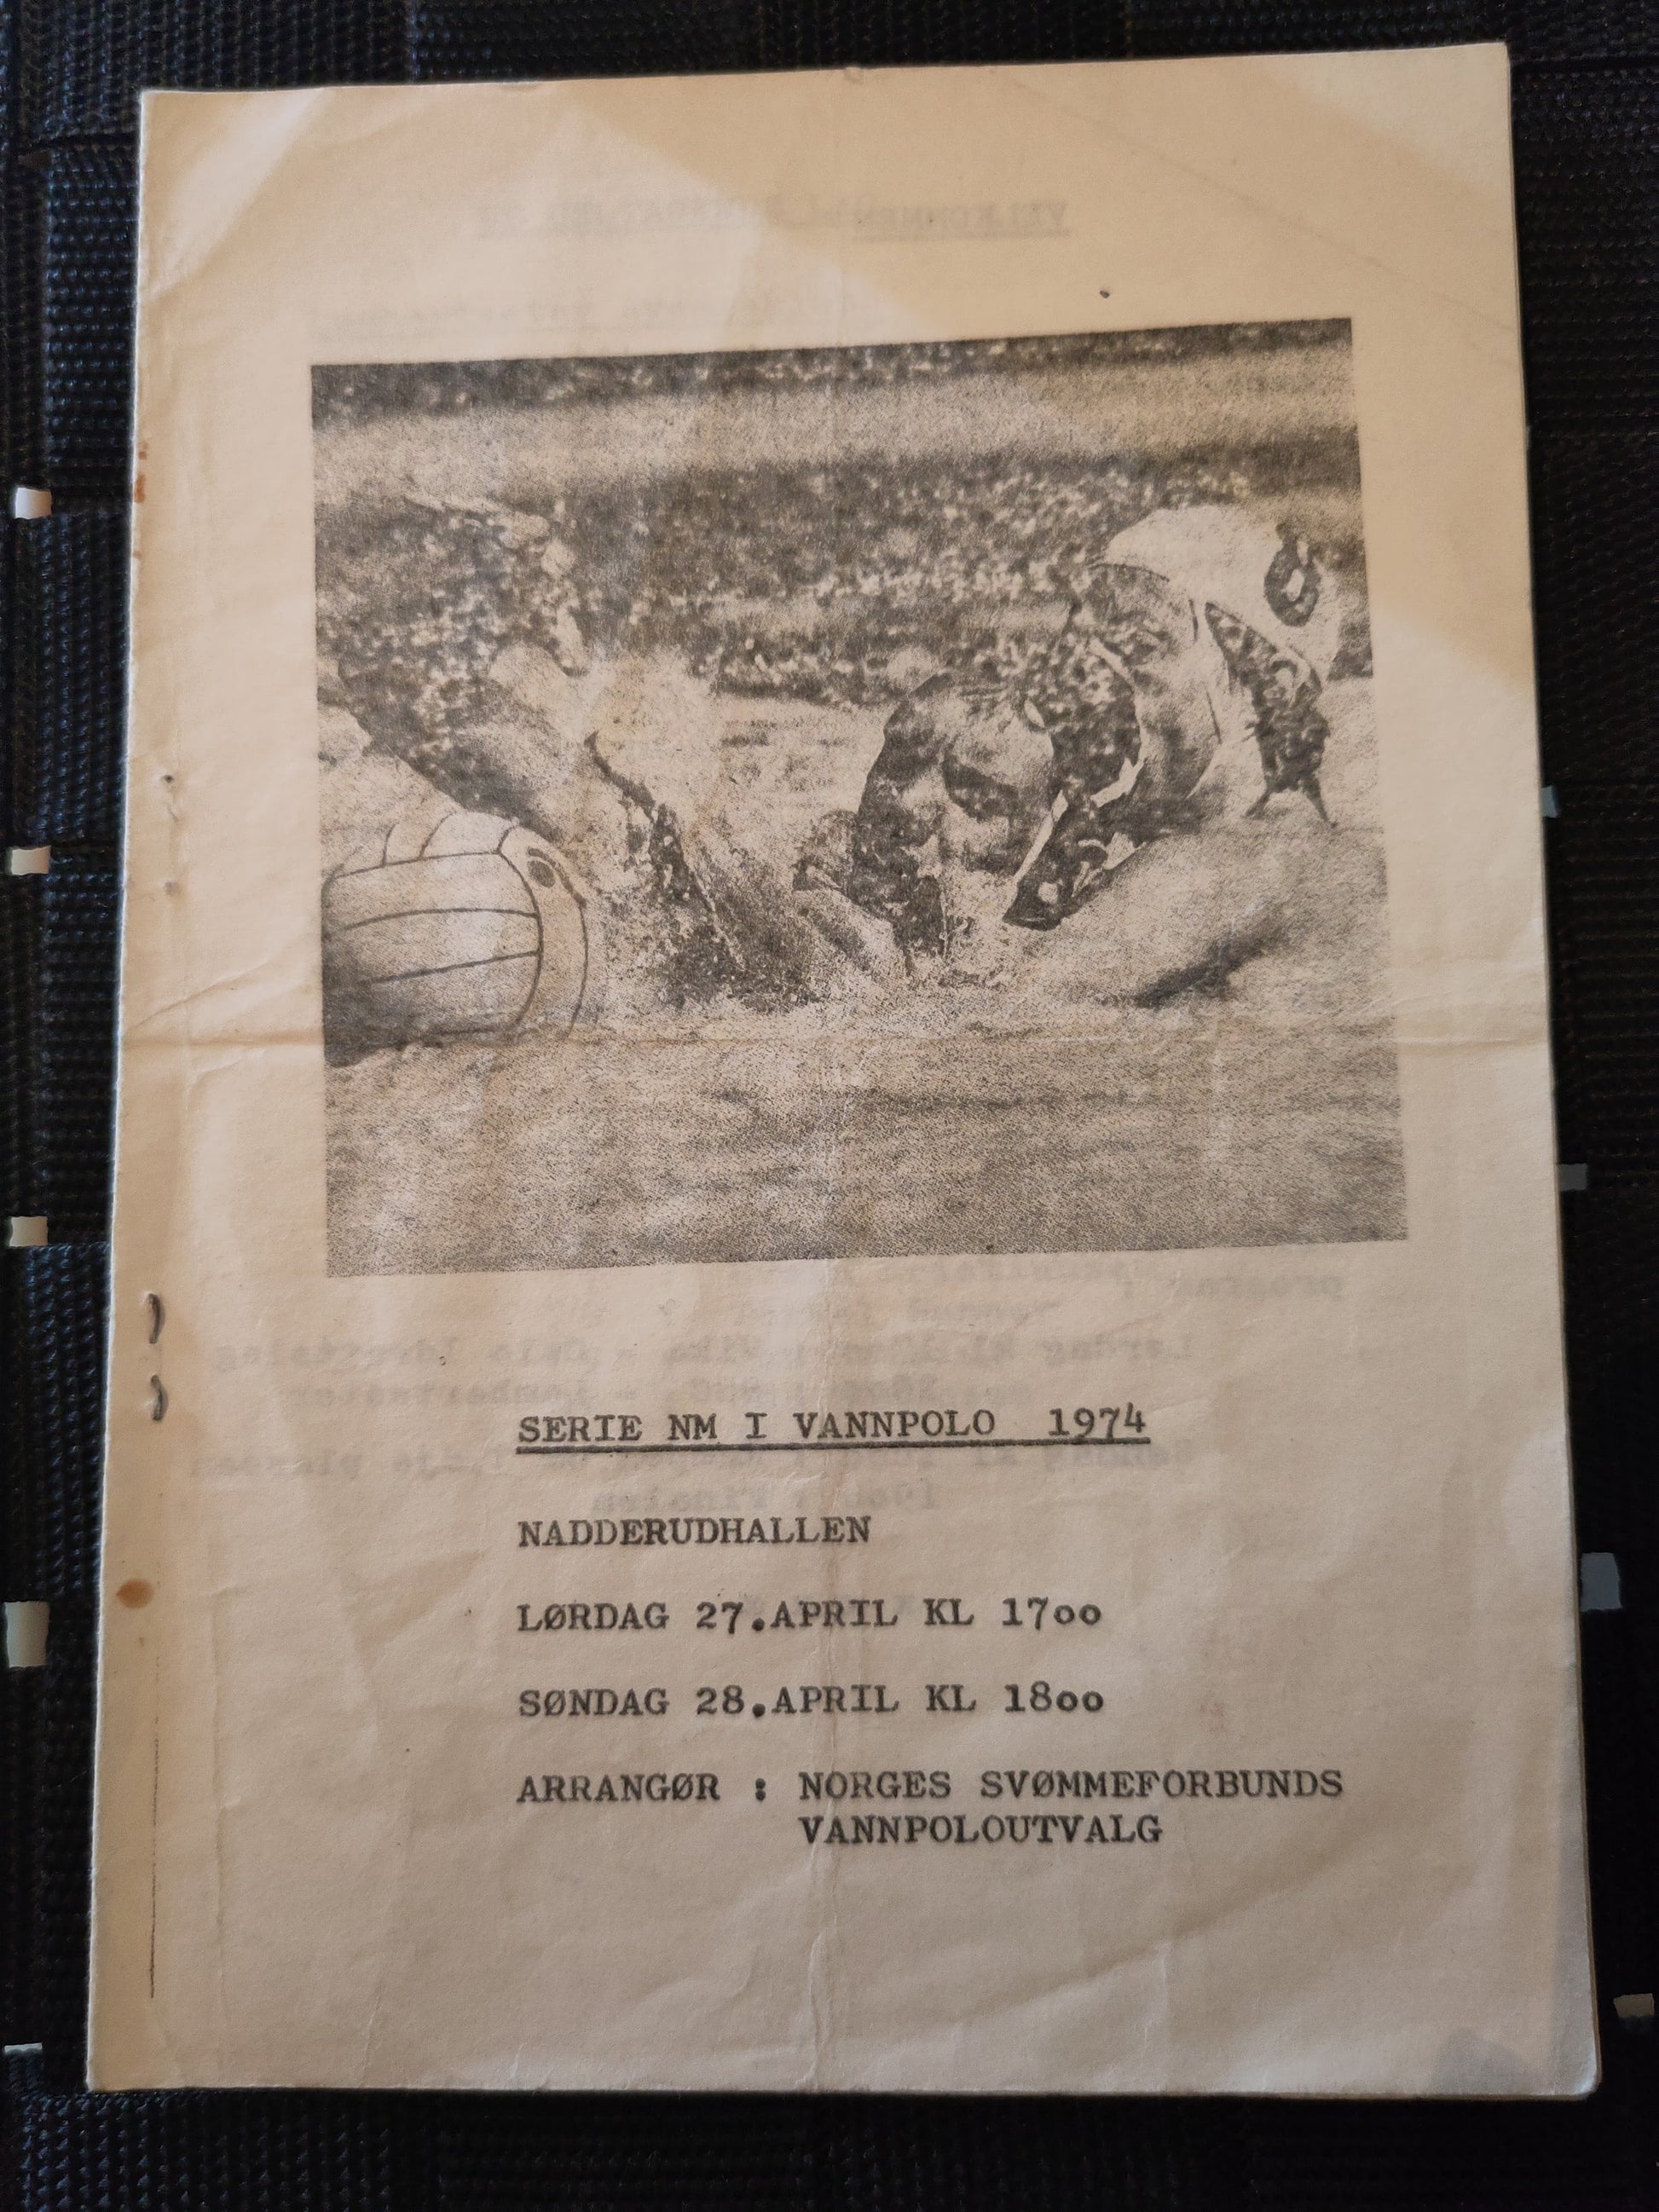 SERIE NM I VANNPOLO 1974
NADDERUDHALLEN
LØRDAG 27.APRIL KL 17oo
SØNDAG 28.APRIL KL 18oo
ARRANGØR : NORGES SVØMMEFORBUNDS
VANNPOLOUTVALG